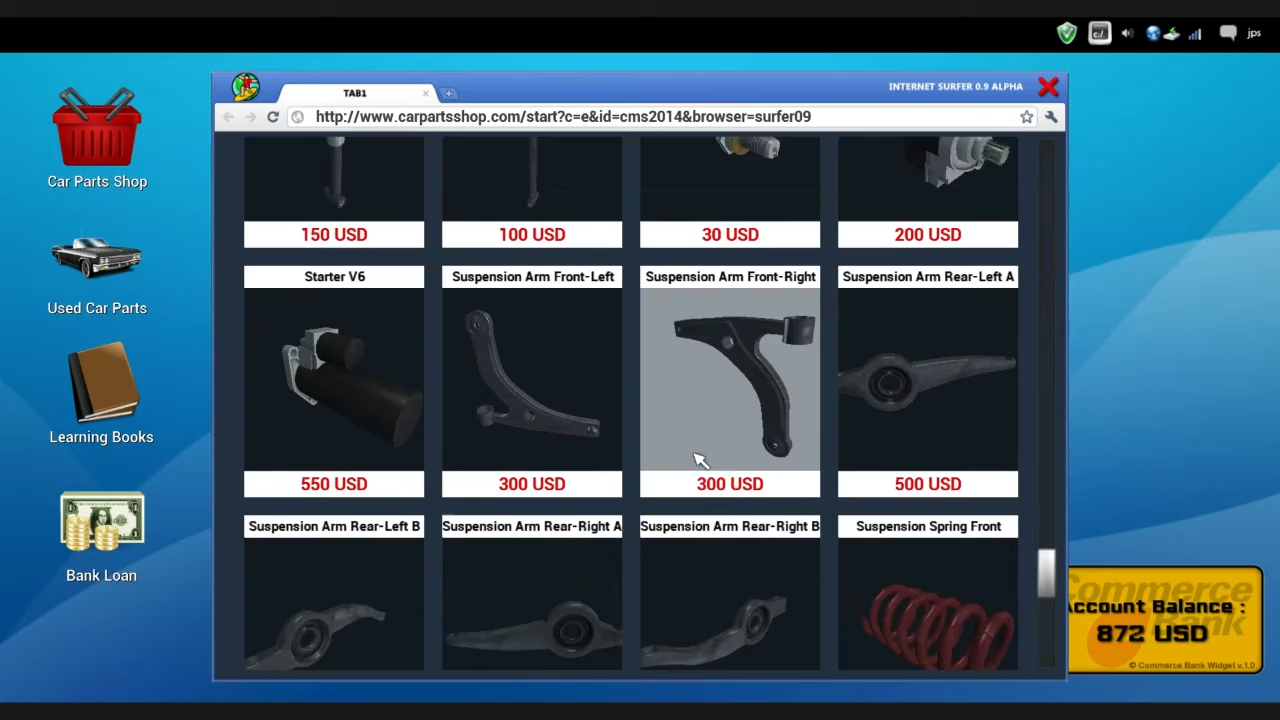 c:/
jps
TAB1
INTERNET SURFER 0.9 ALPHA
http://www.carpartsshop.com/start?c=e&id=cms2014&browser=surfer09
Car Parts Shop
Used Car Parts
Learning Books
Bank Loan
150 USD
100 USD
30 USD
200 USD
Starter V6
Suspension Arm Front-Left
Suspension Arm Front-Right
Suspension Arm Rear-Left A
550 USD
300 USD
300 USD
500 USD
Suspension Arm Rear-Left B
Suspension Arm Rear-Right A
Suspension Arm Rear-Right B
Suspension Spring Front
Commerce
Bank
Account Balance :
872 USD
© Commerce Bank Widget v.1.0